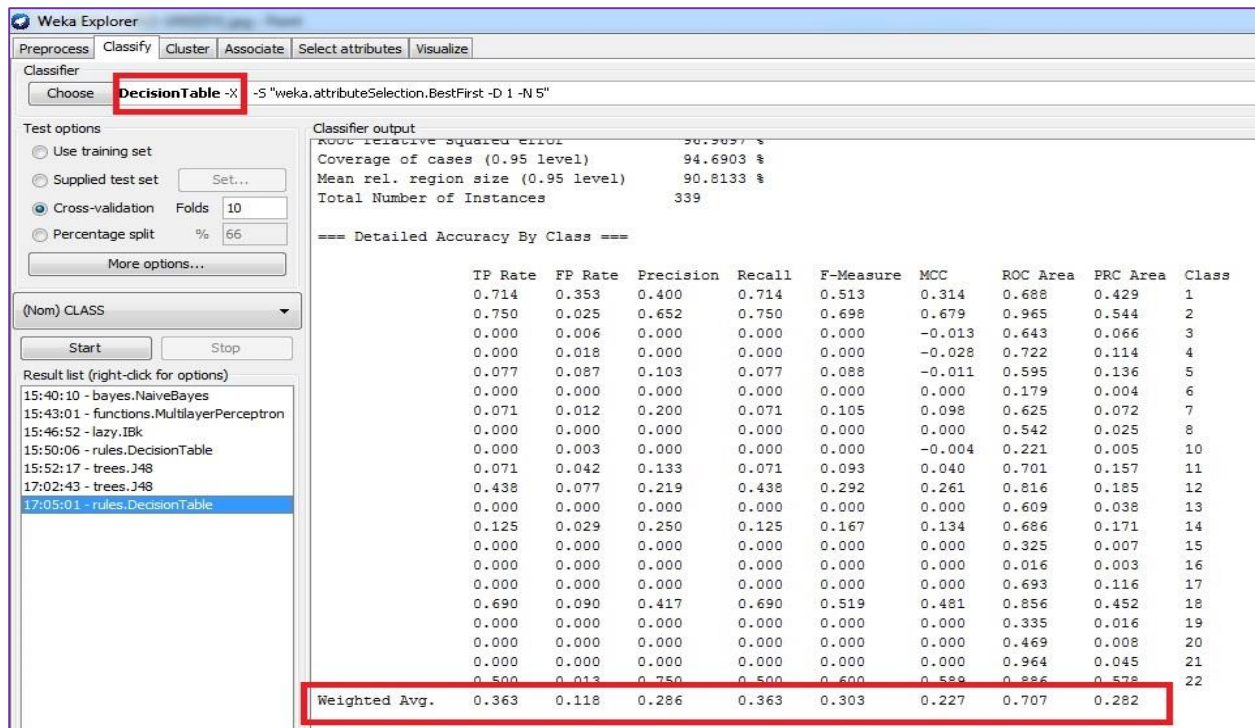 Weka Explorer
Preprocess Classify Cluster Associate Select attributes Visualize
Classifier
Choose DecisionTable -X -S "weka.attributeSelection.BestFirst -D 1 -N 5"
Test options
Use training set
Supplied test set Set...
Cross-validation Folds 10
Percentage split % 66
More options...
(Nom) CLASS
Start Stop
Result list (right-click for options)
15:40:10 - bayes.NaiveBayes
15:43:01 - functions.MultilayerPerceptron
15:46:52 - lazy.IBk
15:50:06 - rules.DecisionTable
15:52:17 - trees.J48
17:02:43 - trees.J48
17:05:01 - rules.DecisionTable
Classifier output
Root relative squared error 96.9697 %
Coverage of cases (0.95 level) 94.6903 %
Mean rel. region size (0.95 level) 90.8133 %
Total Number of Instances 339
=== Detailed Accuracy By Class ===
TP Rate FP Rate Precision Recall F-Measure MCC ROC Area PRC Area Class
0.714 0.353 0.400 0.714 0.513 0.314 0.688 0.429 1
0.750 0.025 0.652 0.750 0.698 0.679 0.965 0.544 2
0.000 0.006 0.000 0.000 0.000 -0.013 0.643 0.066 3
0.000 0.018 0.000 0.000 0.000 -0.028 0.722 0.114 4
0.077 0.087 0.103 0.077 0.088 -0.011 0.595 0.136 5
0.000 0.000 0.000 0.000 0.000 0.000 0.179 0.004 6
0.071 0.012 0.200 0.071 0.105 0.098 0.625 0.072 7
0.000 0.000 0.000 0.000 0.000 0.000 0.542 0.025 8
0.000 0.003 0.000 0.000 0.000 -0.004 0.221 0.005 10
0.071 0.042 0.133 0.071 0.093 0.040 0.701 0.157 11
0.438 0.077 0.219 0.438 0.292 0.261 0.816 0.185 12
0.000 0.000 0.000 0.000 0.000 0.000 0.609 0.038 13
0.125 0.029 0.250 0.125 0.167 0.134 0.686 0.171 14
0.000 0.000 0.000 0.000 0.000 0.000 0.325 0.007 15
0.000 0.000 0.000 0.000 0.000 0.000 0.016 0.003 16
0.000 0.000 0.000 0.000 0.000 0.000 0.693 0.116 17
0.690 0.090 0.417 0.690 0.519 0.481 0.856 0.452 18
0.000 0.000 0.000 0.000 0.000 0.000 0.335 0.016 19
0.000 0.000 0.000 0.000 0.000 0.000 0.469 0.008 20
0.000 0.000 0.000 0.000 0.000 0.000 0.964 0.045 21
0.500 0.013 0.750 0.500 0.600 0.589 0.886 0.578 22
Weighted Avg. 0.363 0.118 0.286 0.363 0.303 0.227 0.707 0.282